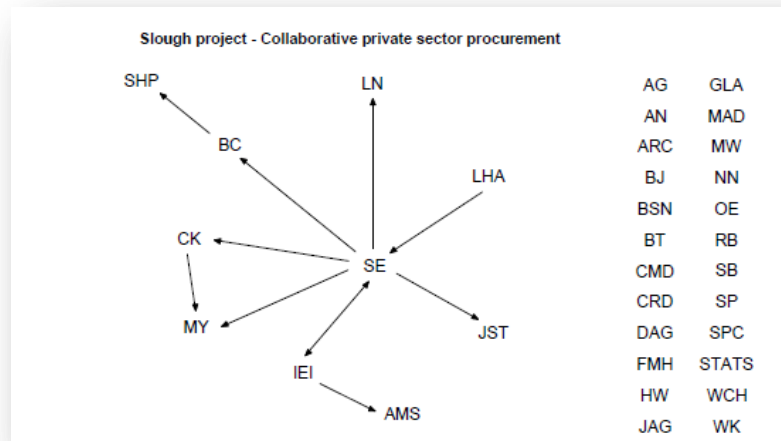 Slough project - Collaborative private sector procurement
SHP
LN
BC
LHA
CK
SE
MY
JST
IEI
AMS
AG GLA
AN MAD
ARC MW
BJ NN
BSN OE
BT RB
CMD SB
CRD SP
DAG SPC
FMH STATS
HW WCH
JAG WK